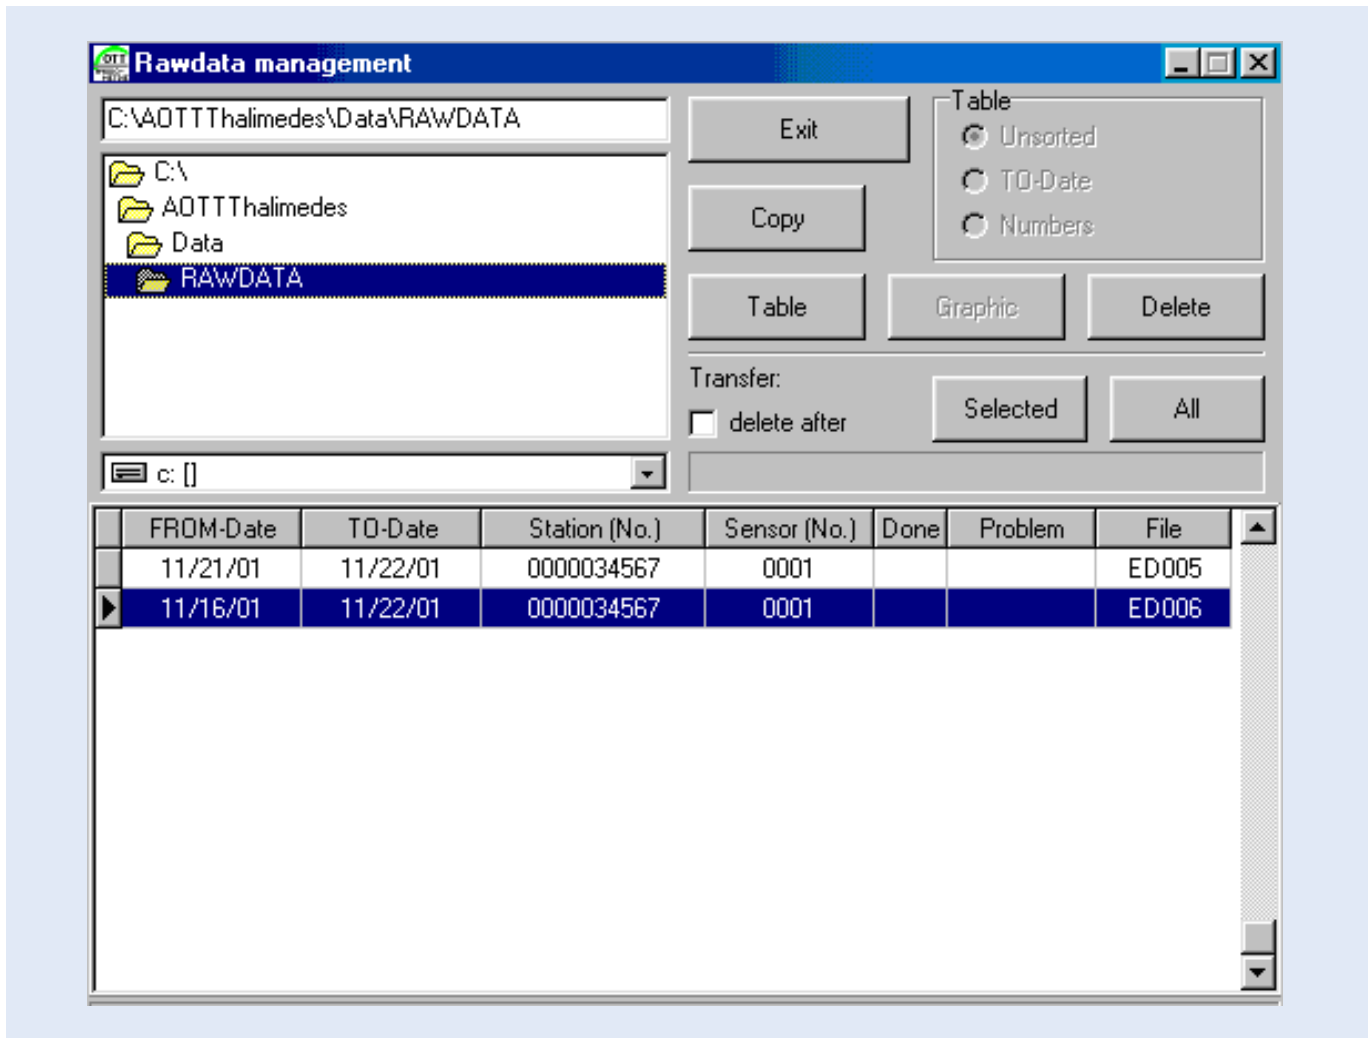 OTT
Rawdata management
C:\AOTTThalimedes\Data\RAWDATA
C:\
AOTTThalimedes
Data
RAWDATA
c: []
Exit
Copy
Table
Unsorted
TO-Date
Numbers
Table
Graphic
Delete
Transfer:
delete after
Selected
All
FROM-Date TO-Date Station (No.) Sensor (No.) Done Problem File
11/21/01 11/22/01 0000034567 0001 ED005
11/16/01 11/22/01 0000034567 0001 ED006